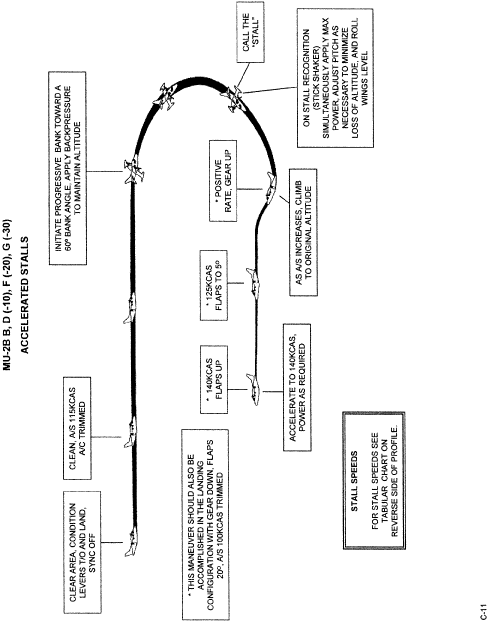 MU-2B B, D (-10), F (-20), G (-30)
ACCELERATED STALLS
CLEAR AREA, CONDITION
LEVERS T/O AND LAND,
SYNC OFF
CLEAN, A/S 115KCAS
A/C TRIMMED
INITIATE PROGRESSIVE BANK TOWARD A
60º BANK ANGLE. APPLY BACKPRESSURE
TO MAINTAIN ALTITUDE
CALL THE
"STALL"
ON STALL RECOGNITION
(STICK SHAKER)
SIMULTANEOUSLY APPLY MAX
POWER, ADJUST PITCH AS
NECESSARY TO MINIMIZE
LOSS OF ALTITUDE, AND ROLL
WINGS LEVEL
* POSITIVE
RATE, GEAR UP
AS A/S INCREASES, CLIMB
TO ORIGINAL ALTITUDE
* 125KCAS
FLAPS TO 5º
* 140KCAS
FLAPS UP
ACCELERATE TO 140KCAS,
POWER AS REQUIRED
* THIS MANEUVER SHOULD ALSO BE
ACCOMPLISHED IN THE LANDING
CONFIGURATION WITH GEAR DOWN, FLAPS
20º, A/S 100KCAS TRIMMED
STALL SPEEDS
FOR STALL SPEEDS SEE
TABULAR CHART ON
REVERSE SIDE OF PROFILE.
C-11